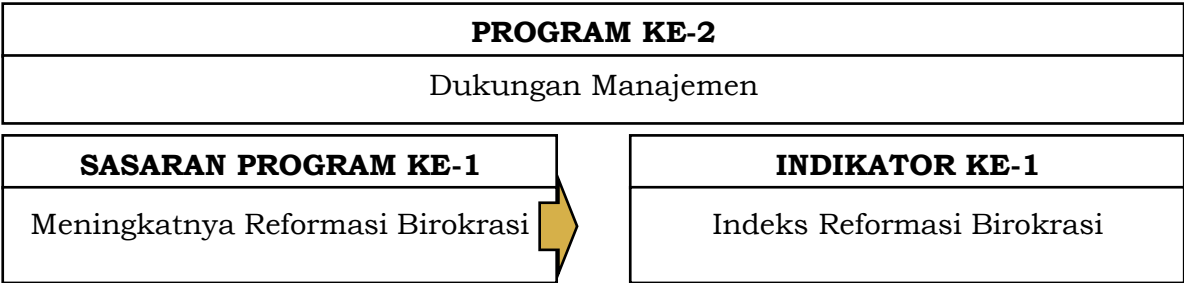 PROGRAM KE-2
Dukungan Manajemen
SASARAN PROGRAM KE-1
Meningkatnya Reformasi Birokrasi
INDIKATOR KE-1
Indeks Reformasi Birokrasi